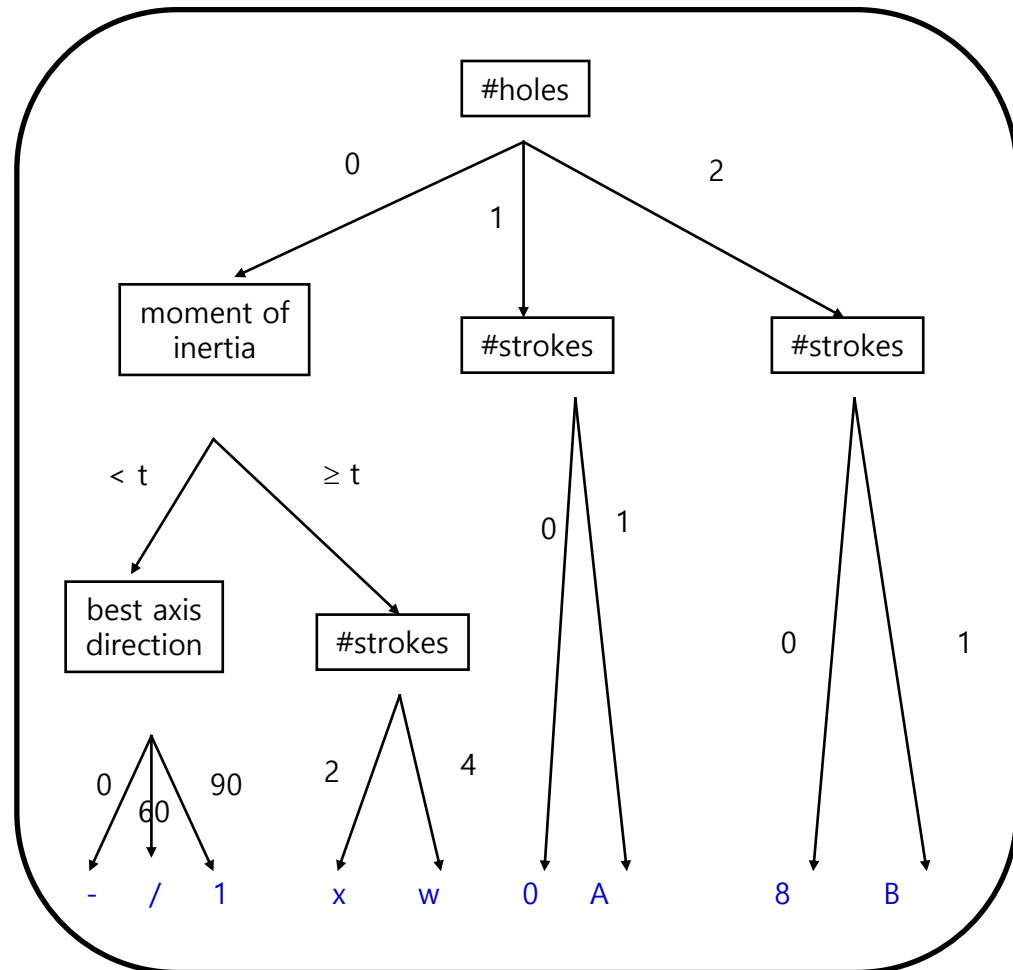 #holes
0
2
1
moment of
inertia
#strokes
#strokes
< t
≥ t
0
1
best axis
direction
#strokes
0
1
0
60
90
2
4
-
/
1
x
w
0
A
8
B